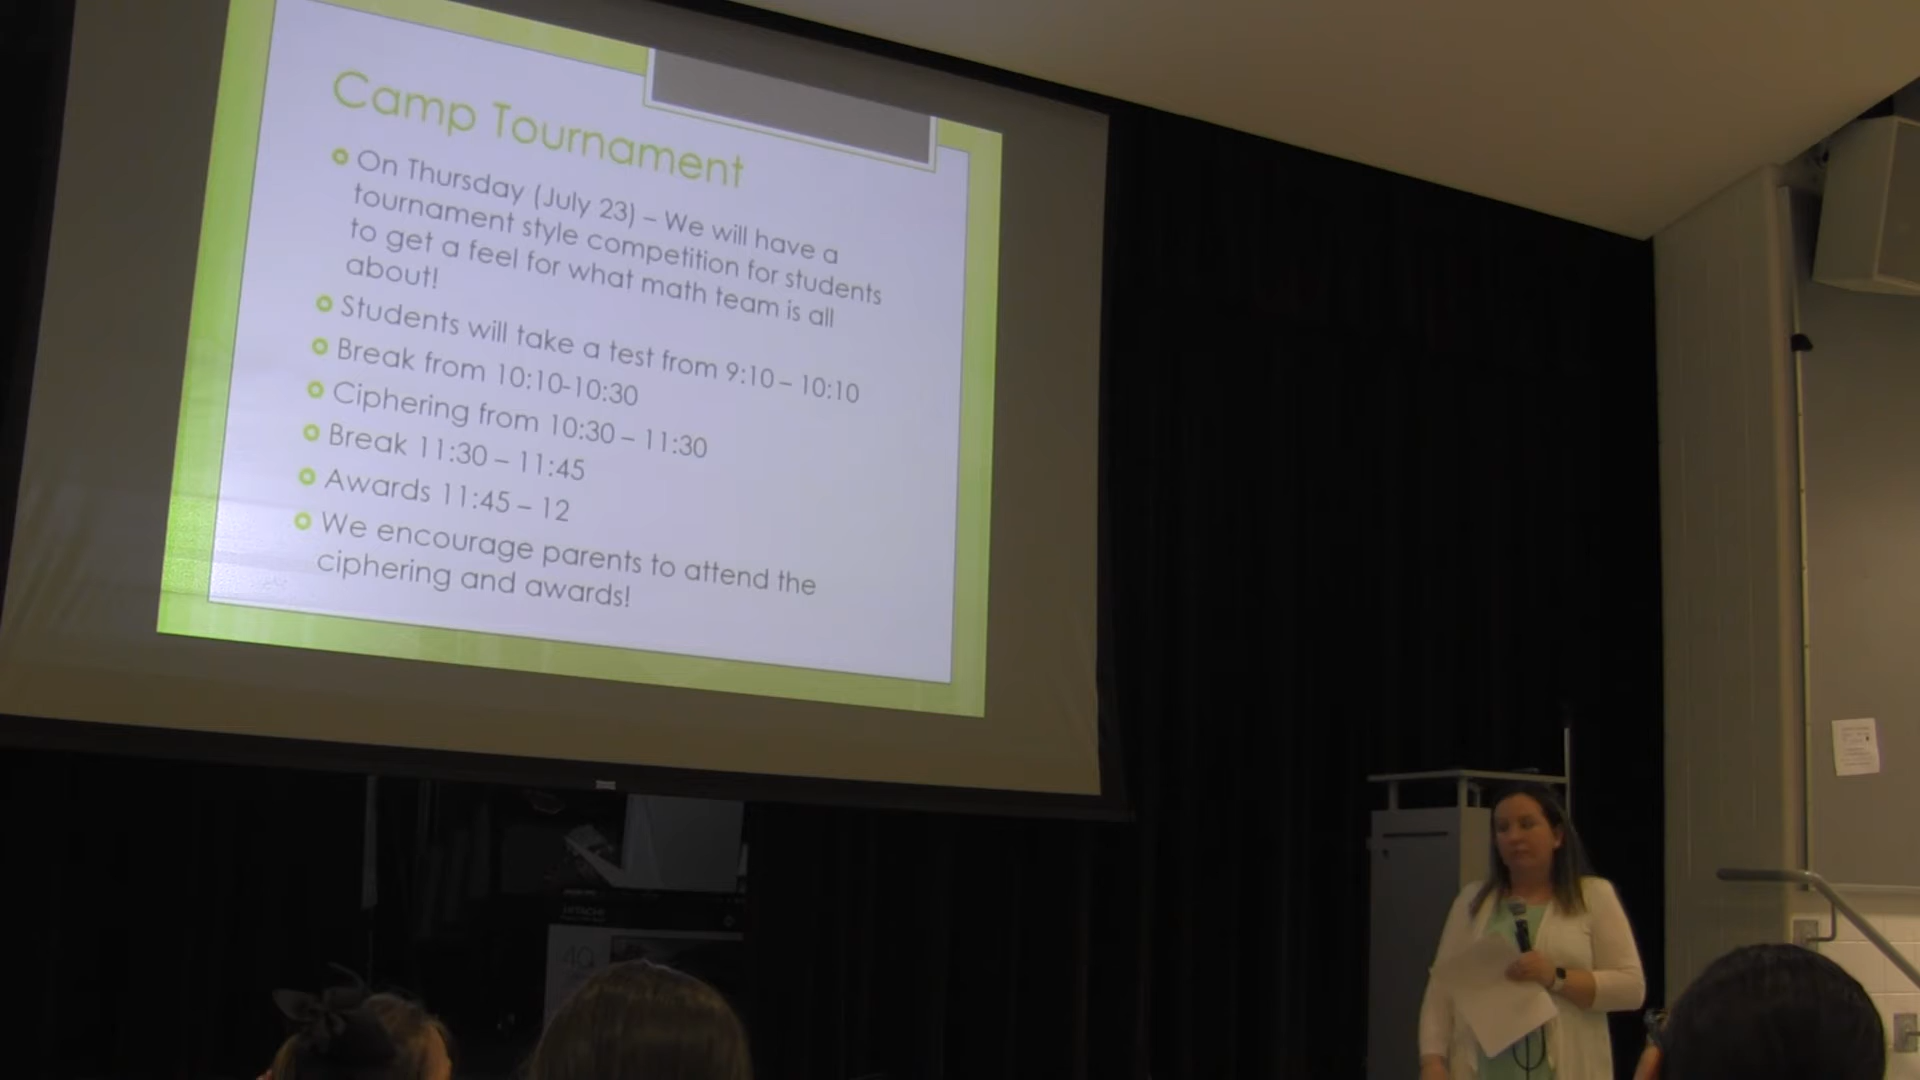 Camp Tournament
On Thursday (July 23) – We will have a
tournament style competition for students
to get a feel for what math team is all
about!
Students will take a test from 9:10 – 10:10
Break from 10:10-10:30
Ciphering from 10:30 – 11:30
Break 11:30 – 11:45
Awards 11:45 – 12
We encourage parents to attend the
ciphering and awards!
HITACHI
40